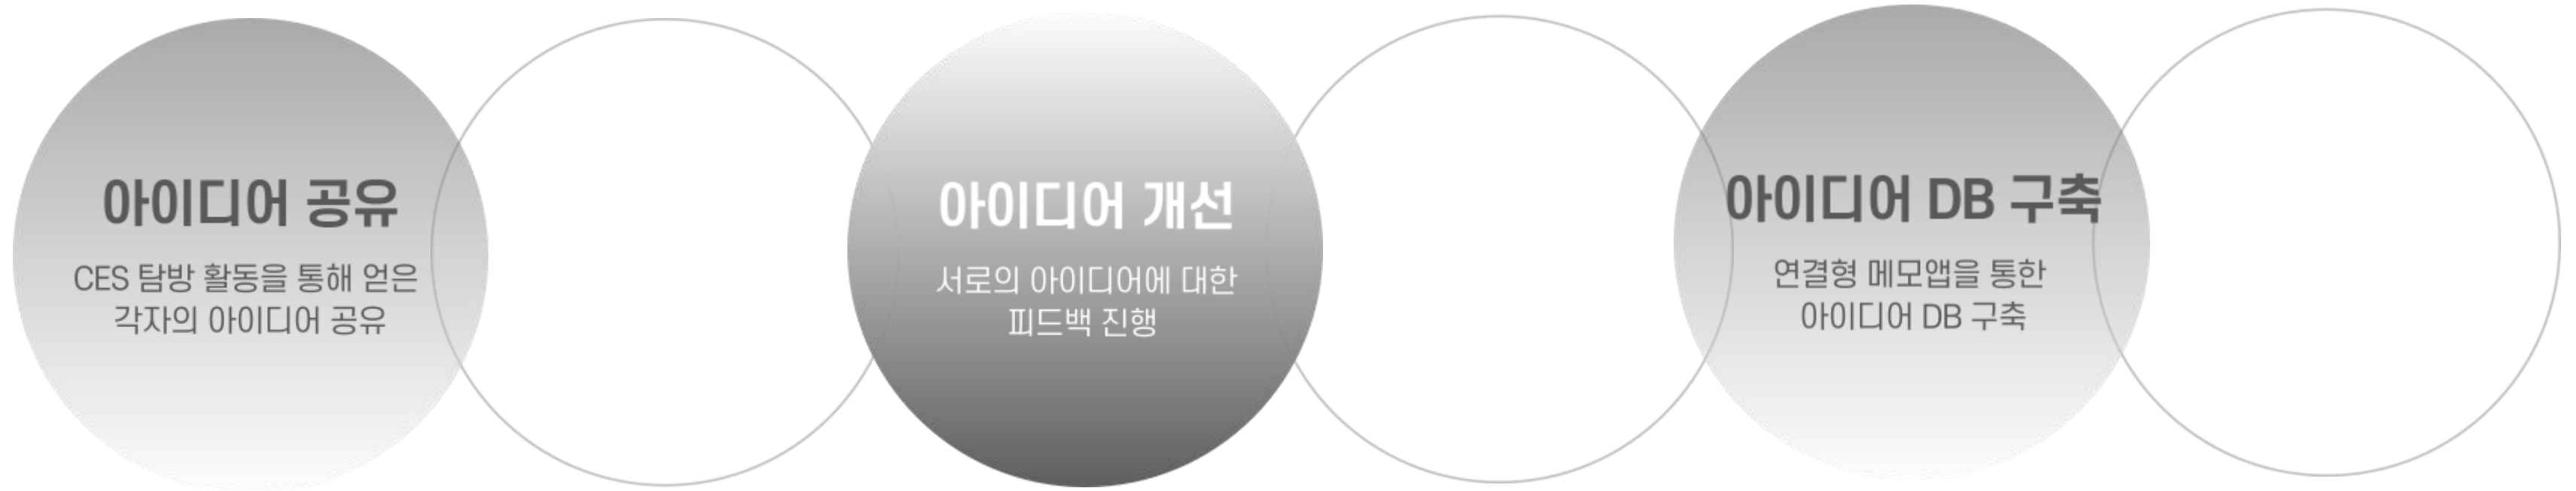 아이디어 공유
CES 탐방 활동을 통해 얻은
각자의 아이디어 공유
아이디어 개선
서로의 아이디어에 대한
피드백 진행
아이디어 DB 구축
연결형 메모앱을 통한
아이디어 DB 구축